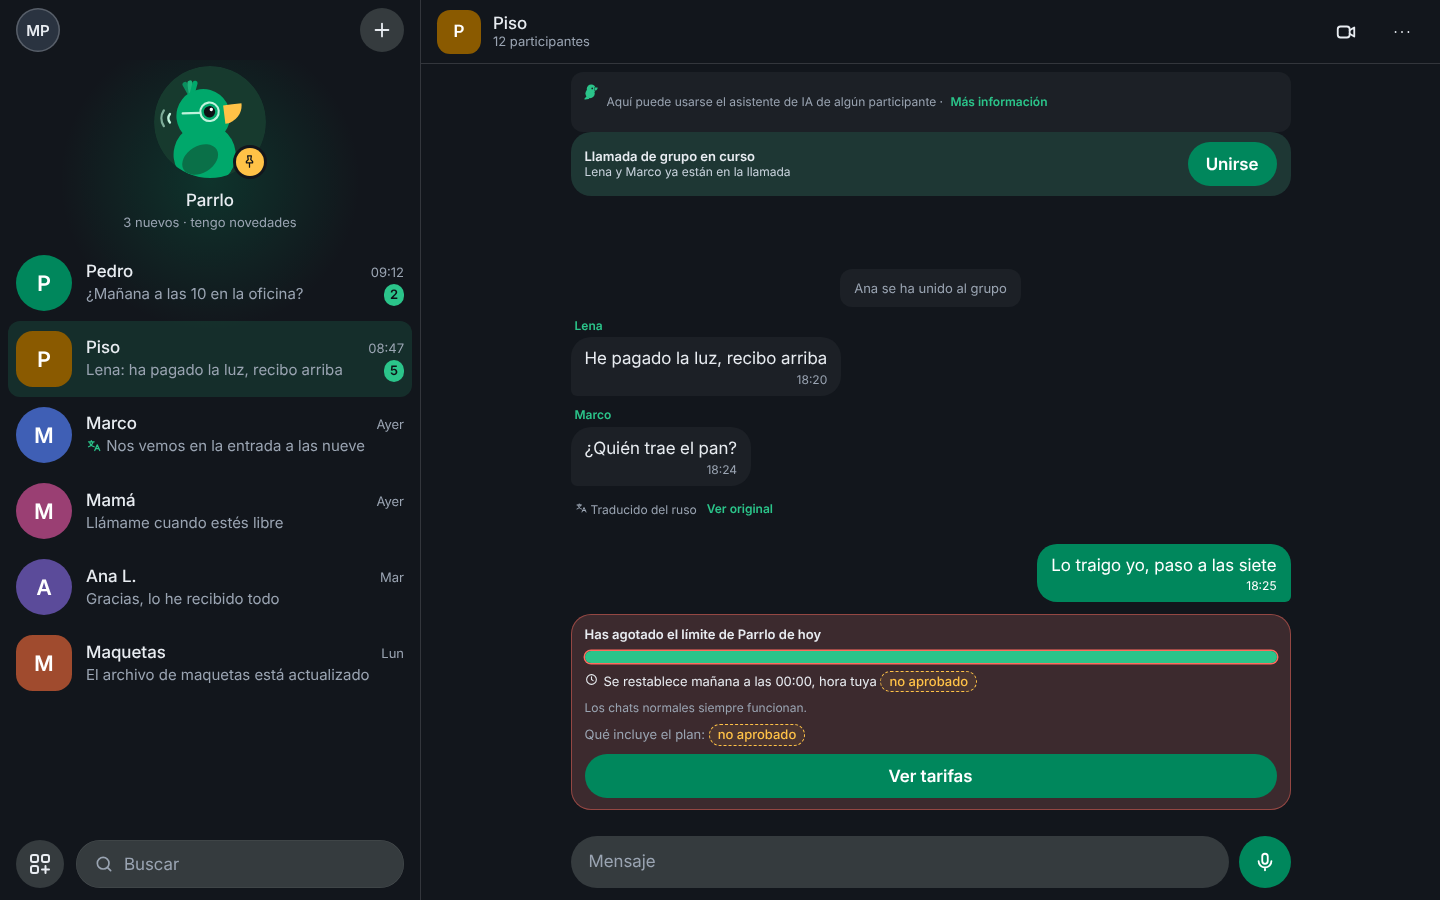 MP
Parrlo
3 nuevos · tengo novedades
P
Pedro
09:12
¿Mañana a las 10 en la oficina?
2
P
Piso
08:47
Lena: ha pagado la luz, recibo arriba
5
M
Marco
Ayer
Nos vemos en la entrada a las nueve
M
Mamá
Ayer
Llámame cuando estés libre
A
Ana L.
Mar
Gracias, lo he recibido todo
M
Maquetas
Lun
El archivo de maquetas está actualizado
Buscar
P
Piso
12 participantes
Aquí puede usarse el asistente de IA de algún participante · Más información
Llamada de grupo en curso
Lena y Marco ya están en la llamada
Unirse
Ana se ha unido al grupo
Lena
He pagado la luz, recibo arriba
18:20
Marco
¿Quién trae el pan?
18:24
Traducido del ruso Ver original
Lo traigo yo, paso a las siete
18:25
Has agotado el límite de Parrlo de hoy
Se restablece mañana a las 00:00, hora tuya no aprobado
Los chats normales siempre funcionan.
Qué incluye el plan: no aprobado
Ver tarifas
Mensaje